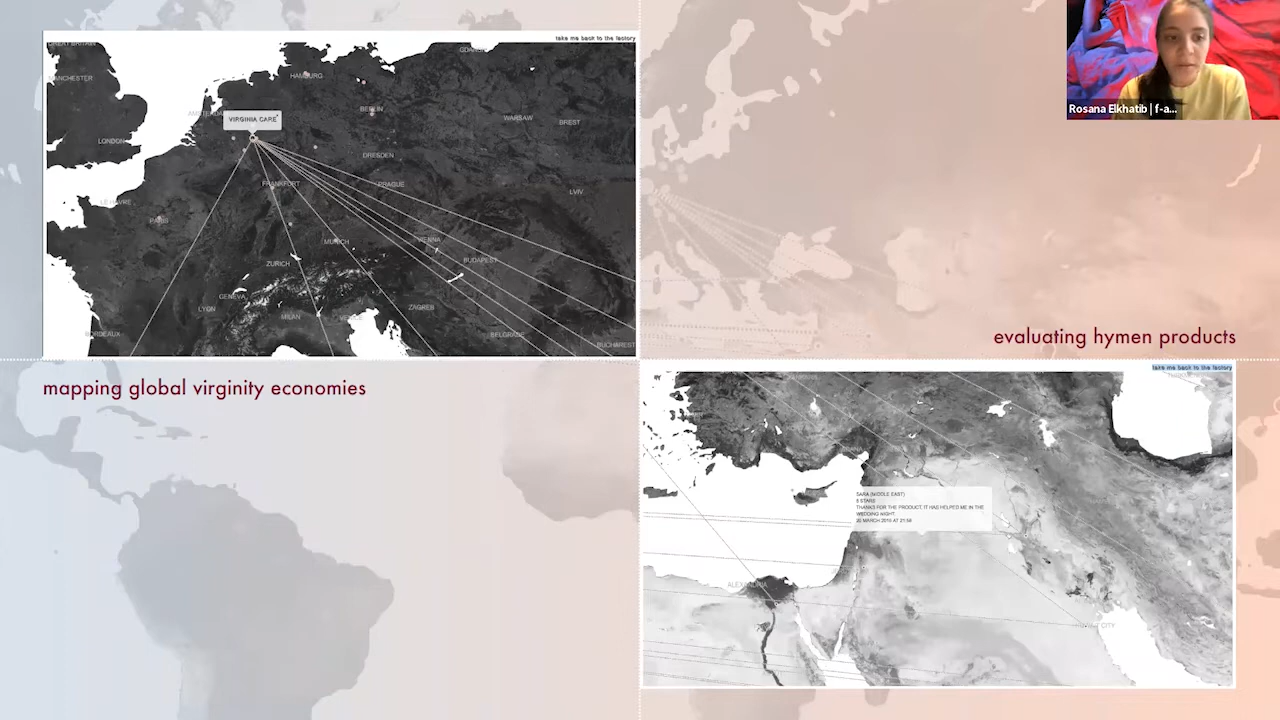 take me back to the factory
GREAT BRITAIN
MANCHESTER
LONDON
HAMBURG
BERLIN
VIRGINIA CARE
WARSAW
BREST
DRESDEN
FRANKFORT
PRAGUE
LVIV
LE HAVRE
PARIS
MUNICH
VIENNA
BUDAPEST
ZURICH
GENEVA
LYON
MILAN
ZAGREB
BORDEAUX
BELGRADE
BUCHAREST
Rosana Elkhatib | f-a...
evaluating hymen products
mapping global virginity economies
take me back to the factory
SARA (MIDDLE EAST)
5 STARS
THANKS FOR THE PRODUCT, IT HAS HELPED ME IN THE
WEDDING NIGHT.
ALEXANDRIA